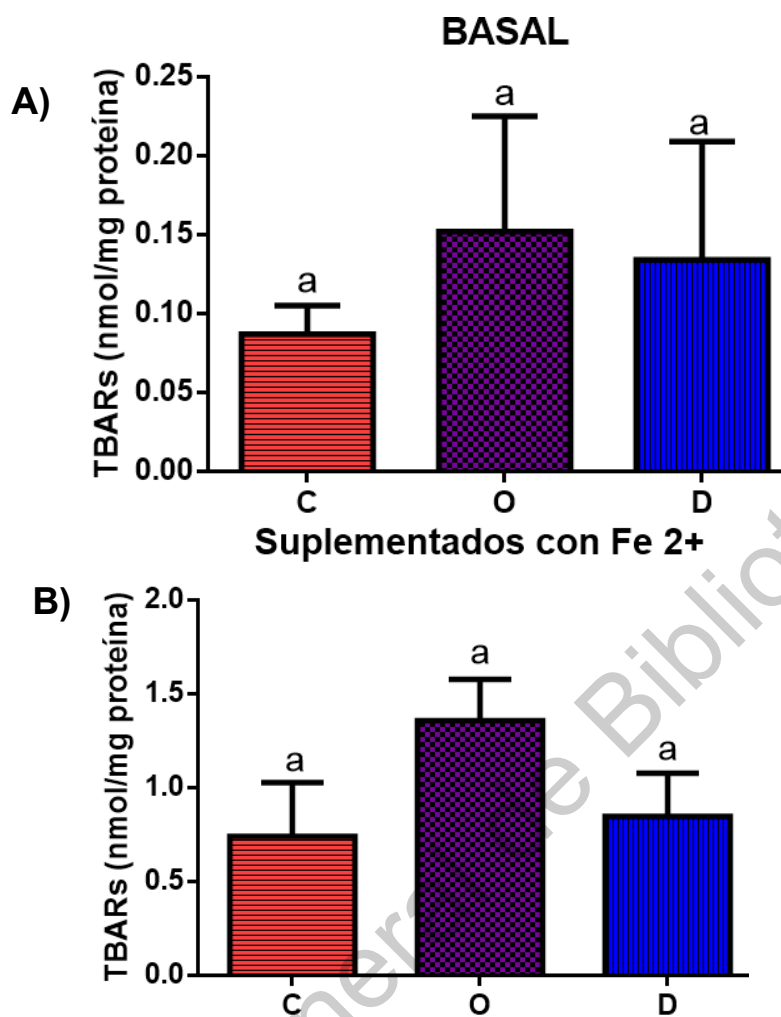 BASAL
A)
TBARs (nmol/mg proteína)
0.25
0.20
0.15
0.10
0.05
0.00
a
a
a
C O D
Suplementados con Fe 2+
B)
TBARs (nmol/mg proteína)
2.0
1.5
1.0
0.5
0.0
a
a
a
C O D